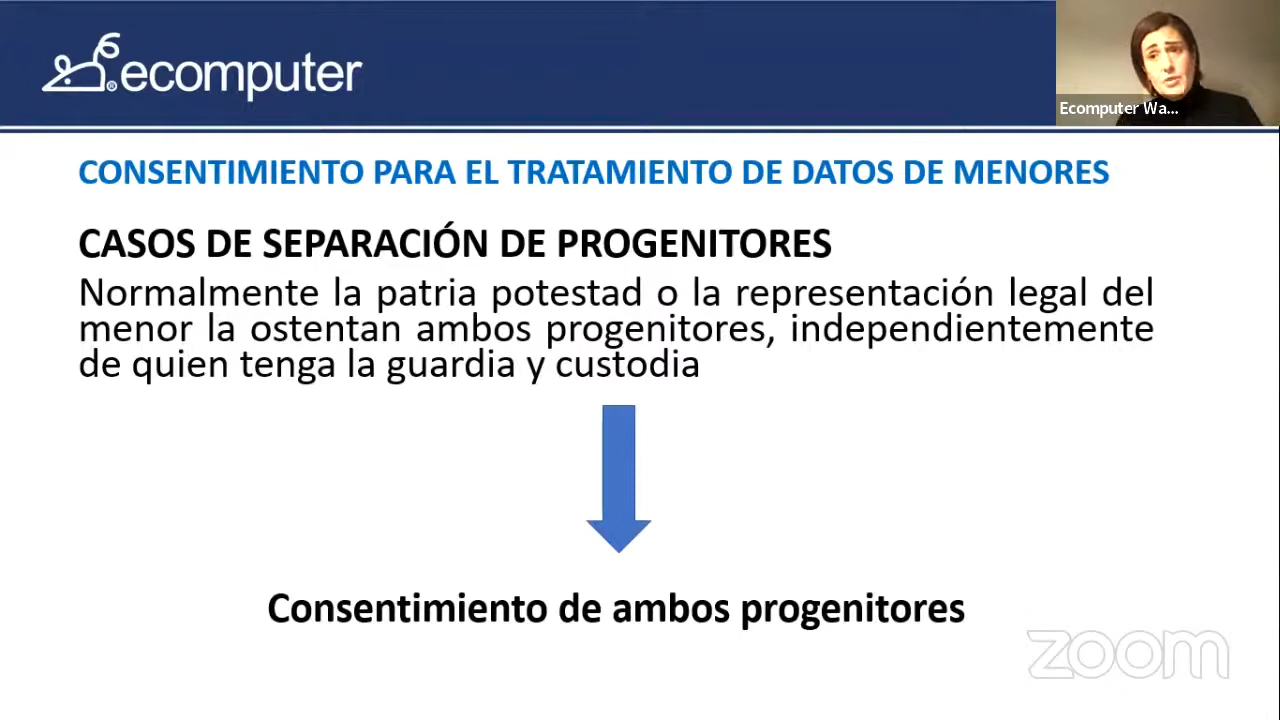 ecomputer
Ecomputer Wa...
CONSENTIMIENTO PARA EL TRATAMIENTO DE DATOS DE MENORES
CASOS DE SEPARACIÓN DE PROGENITORES
Normalmente la patria potestad o la representación legal del
menor la ostentan ambos progenitores, independientemente
de quien tenga la guardia y custodia
Consentimiento de ambos progenitores
zoom